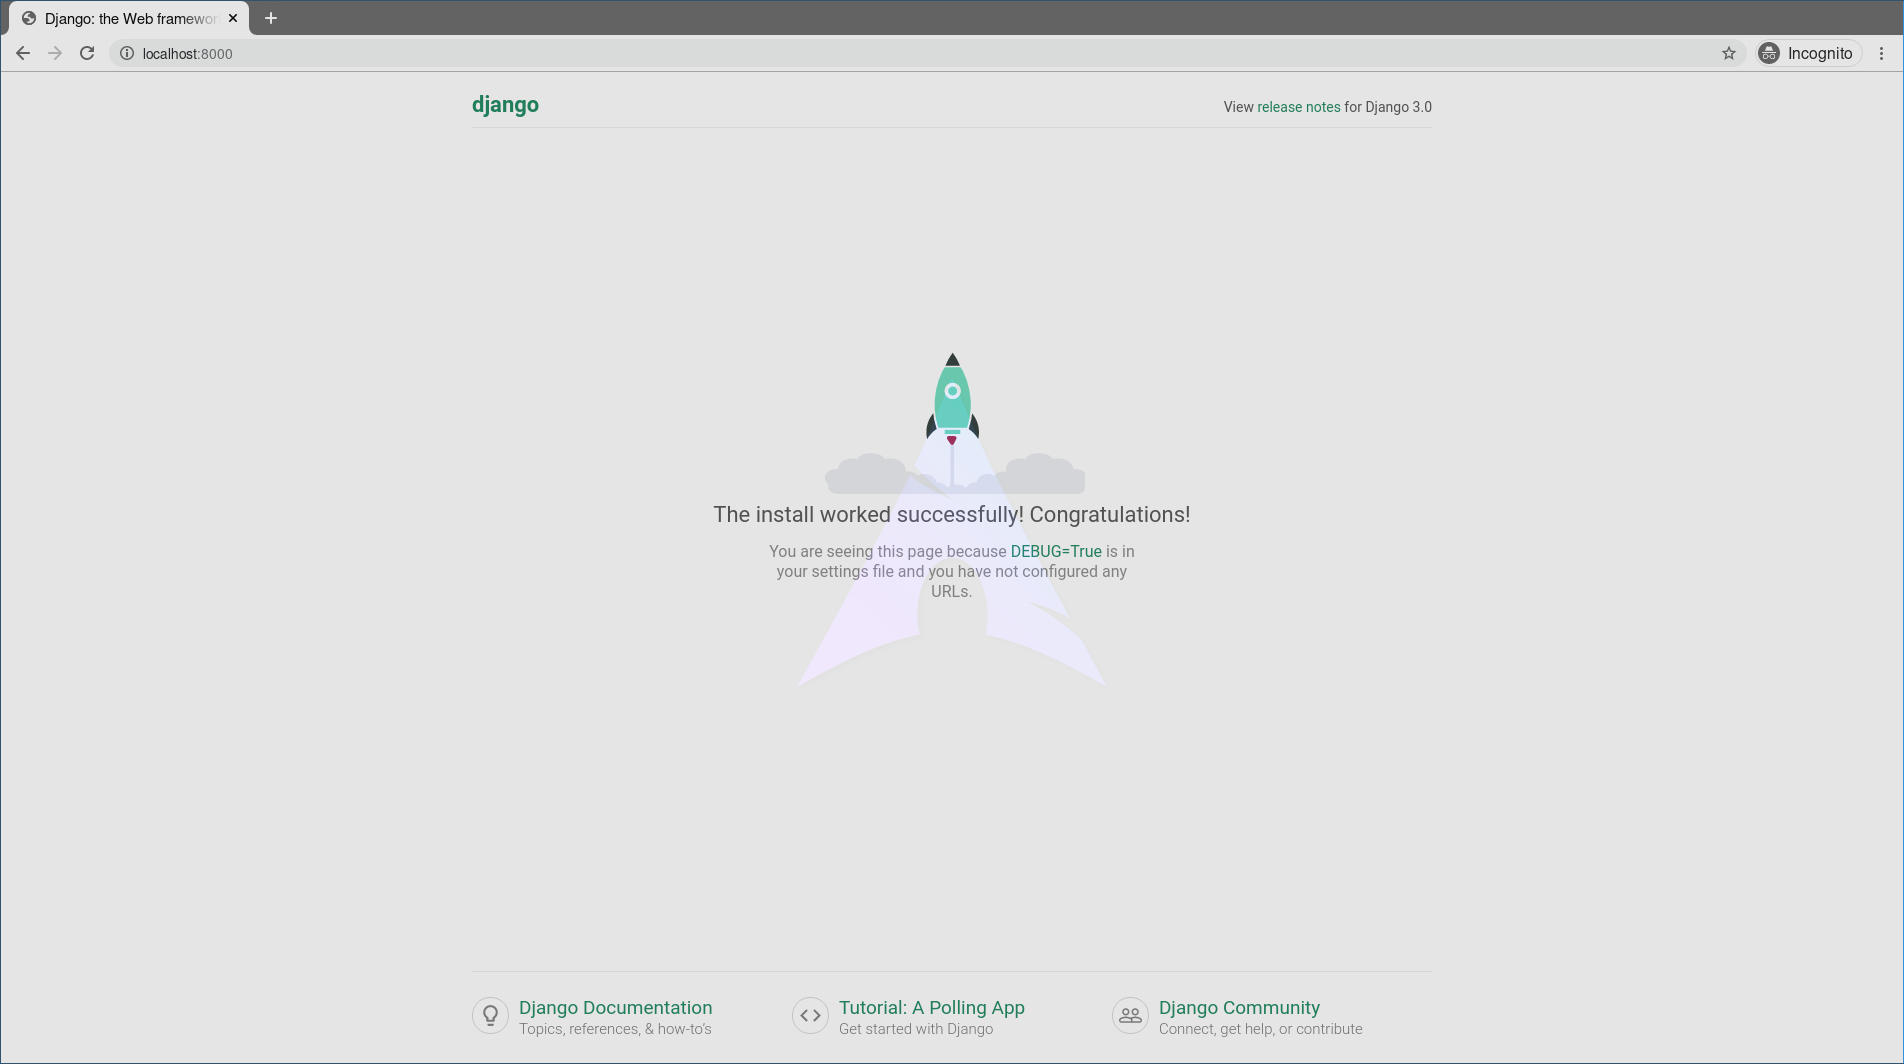 Django: the Web framewor
localhost:8000
Incognito
django
View release notes for Django 3.0
The install worked successfully! Congratulations!
You are seeing this page because DEBUG=True is in
your settings file and you have not configured any
URLs.
Django Documentation
Topics, references, & how-to's
Tutorial: A Polling App
Get started with Django
Django Community
Connect, get help, or contribute